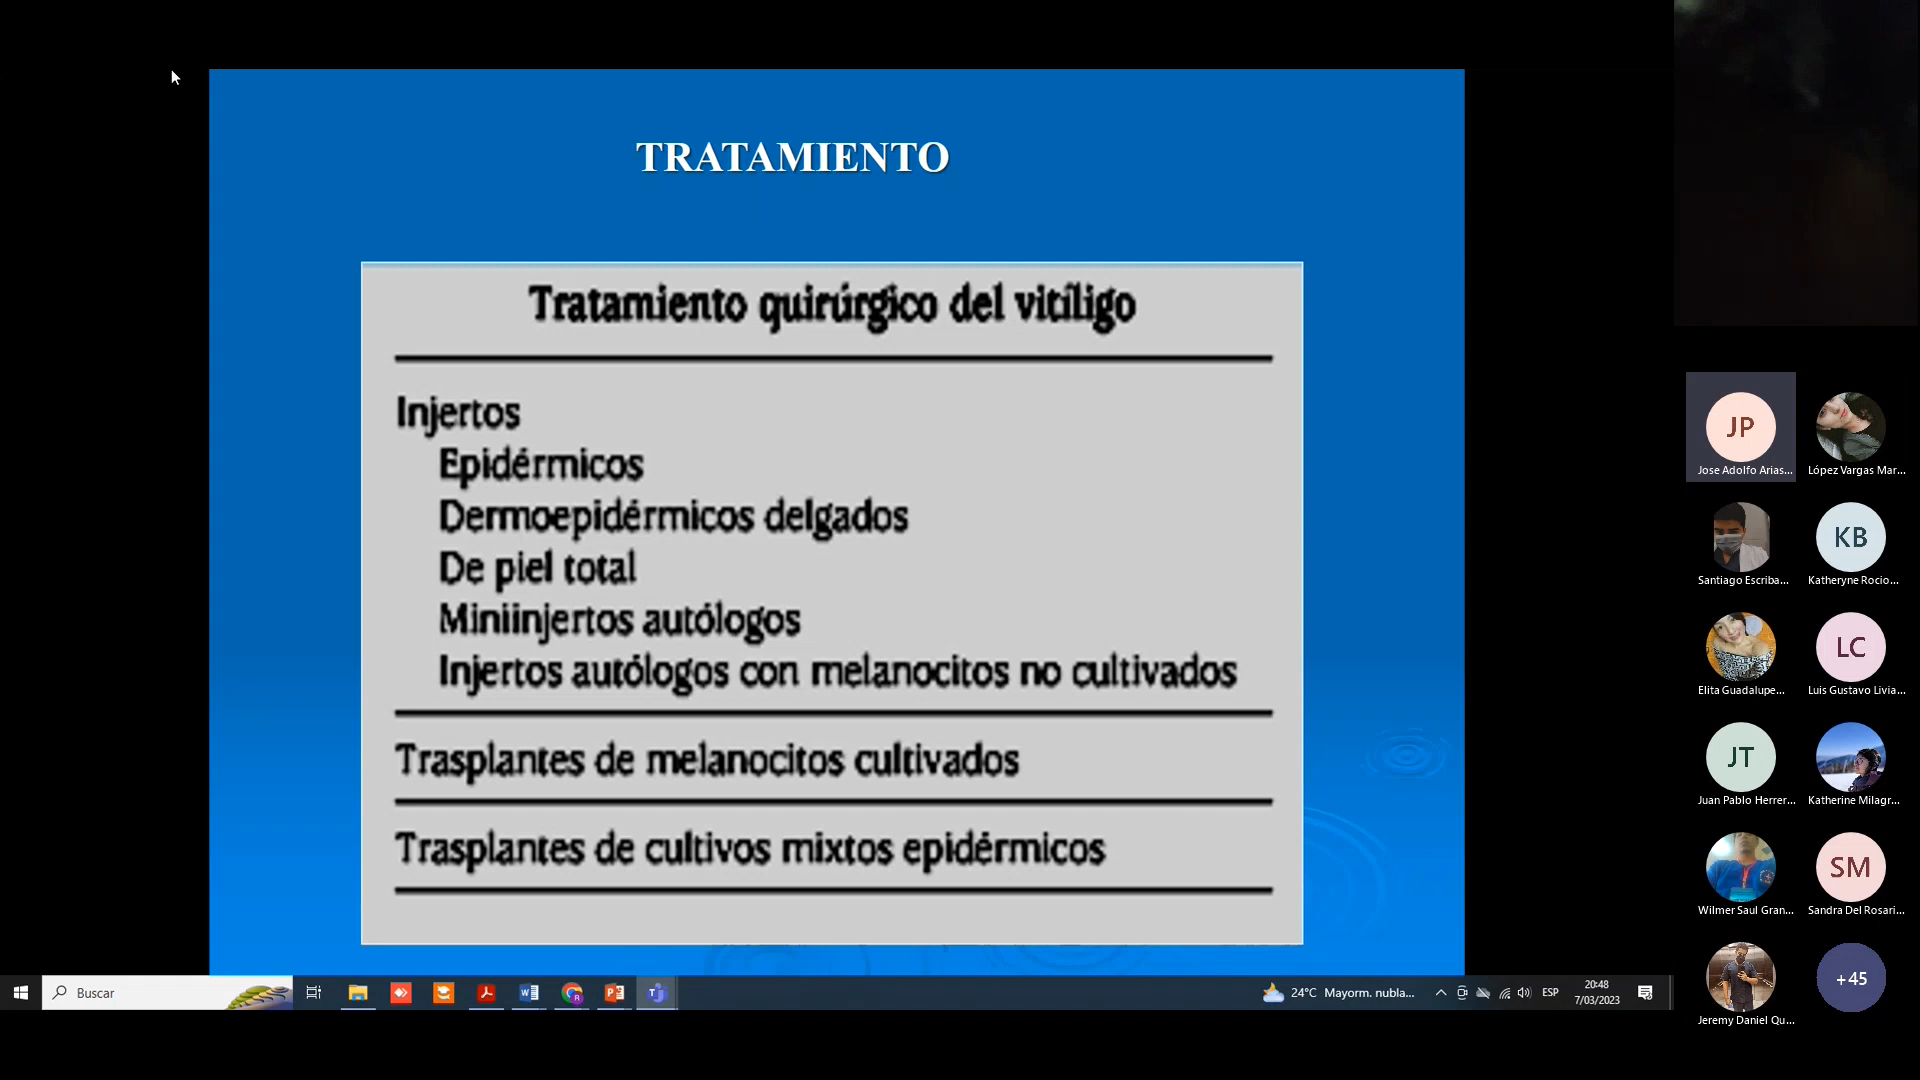 TRATAMIENTO
Tratamiento quirúrgico del vitíligo
Injertos
Epidérmicos
Dermoepidérmicos delgados
De piel total
Miniinjertos autólogos
Injertos autólogos con melanocitos no cultivados
Trasplantes de melanocitos cultivados
Trasplantes de cultivos mixtos epidérmicos
JP
Jose Adolfo Arias...
López Vargas Mar...
Santiago Escriba...
KB
Katheryne Rocio...
Elita Guadalupe...
LC
Luis Gustavo Livia...
JT
Juan Pablo Herrer...
Katherine Milagr...
Wilmer Saul Gran...
SM
Sandra Del Rosari...
Jeremy Daniel Qu...
+45
Buscar
24°C Mayorm. nubla...
ESP
20:48
7/03/2023